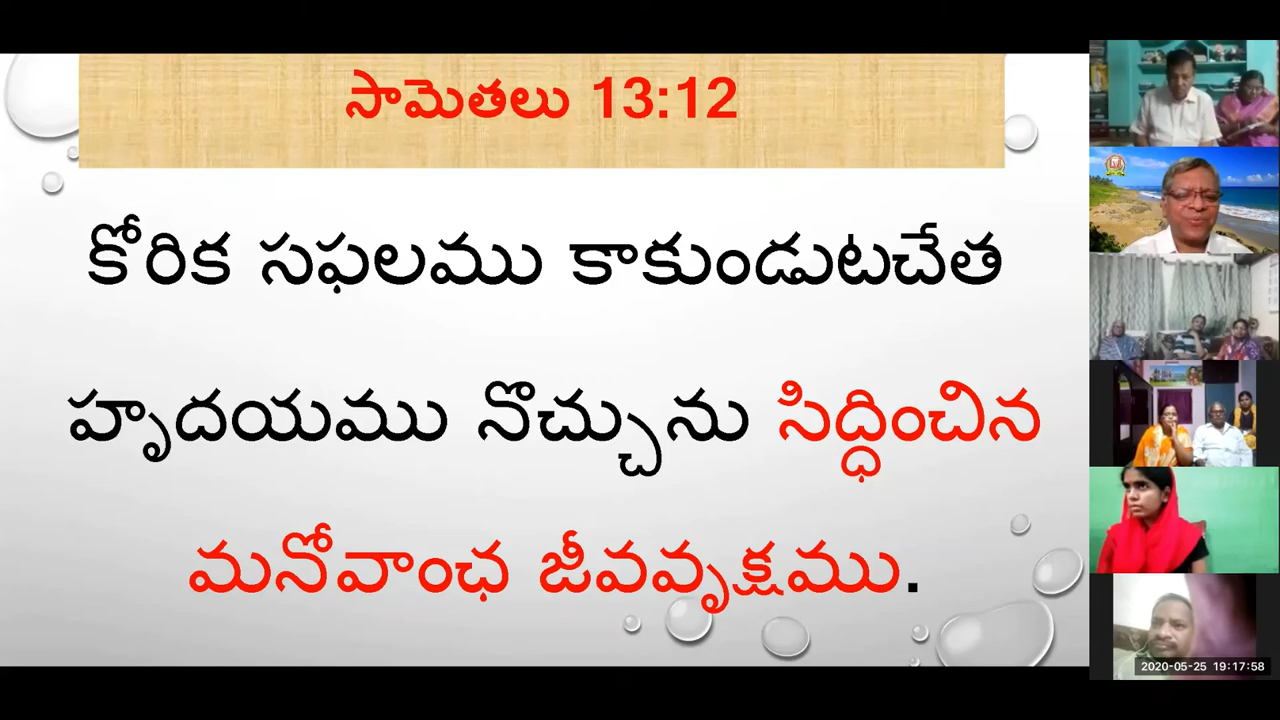 సామెతలు 13:12
కోరిక సఫలము కాకుండుటచేత
హృదయము నొచ్చును సిద్ధించిన
మనోవాంఛ జీవవృక్షము.
2020-05-25 19:17:58